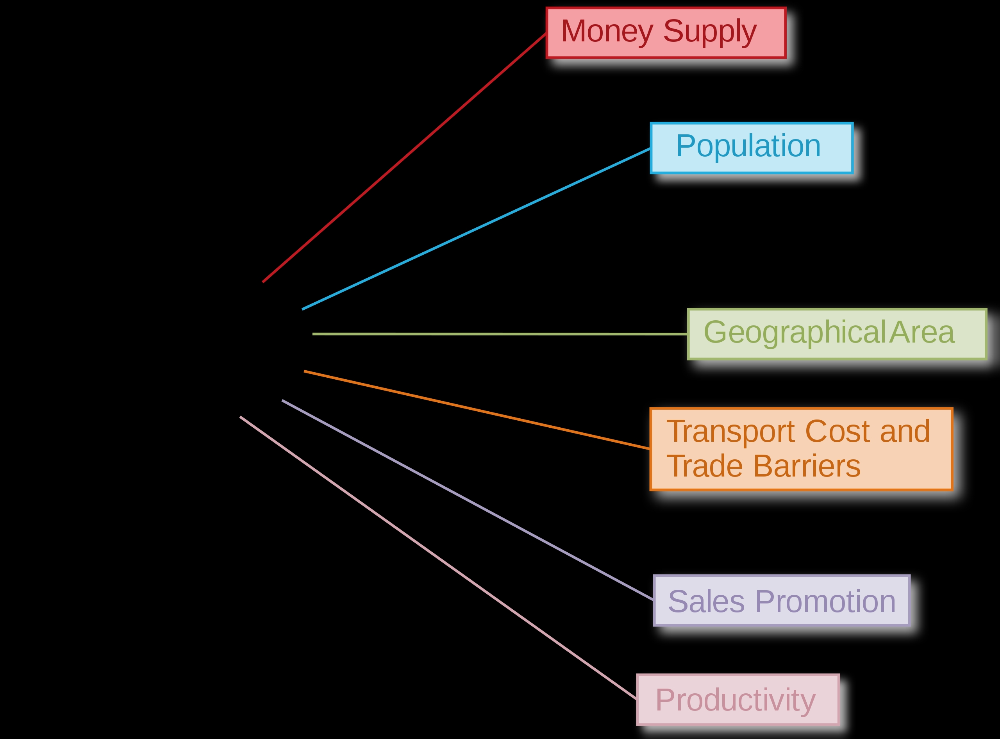 Money Supply
Population
Geographical Area
Transport Cost and
Trade Barriers
Sales Promotion
Productivity